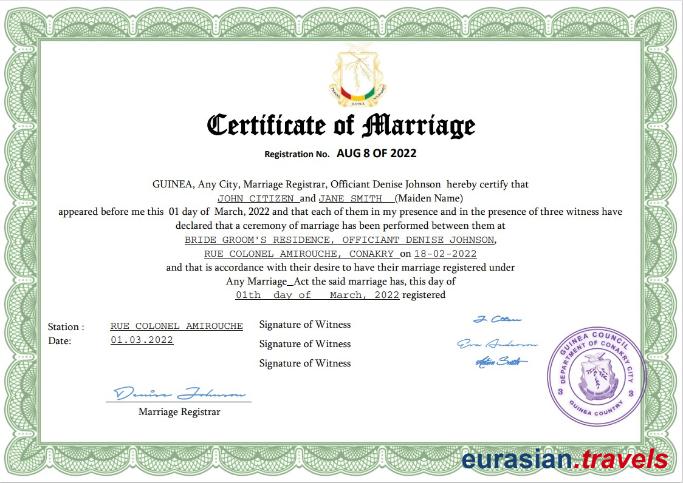 Certificate of Marriage
Registration No. AUG 8 OF 2022
GUINEA, Any City, Marriage Registrar, Officiant Denise Johnson hereby certify that
JOHN CITIZEN and JANE SMITH (Maiden Name)
appeared before me this 01 day of March, 2022 and that each of them in my presence and in the presence of three witness have
declared that a ceremony of marriage has been performed between them at
BRIDE GROOM'S RESIDENCE, OFFICIANT DENISE JOHNSON,
RUE COLONEL AMIROUCHE, CONAKRY on 18-02-2022
and that is accordance with their desire to have their marriage registered under
Any Marriage_Act the said marriage has, this day of
01th day of March, 2022 registered
Station : RUE COLONEL AMIROUCHE
Date: 01.03.2022
Signature of Witness
Signature of Witness Eva Anderson
Signature of Witness
Denise Johnson
Marriage Registrar
GUINEA COUNCIL
DEPARTMENT OF CONAKRY CITY
GUINEA COUNTRY
eurasian.travels